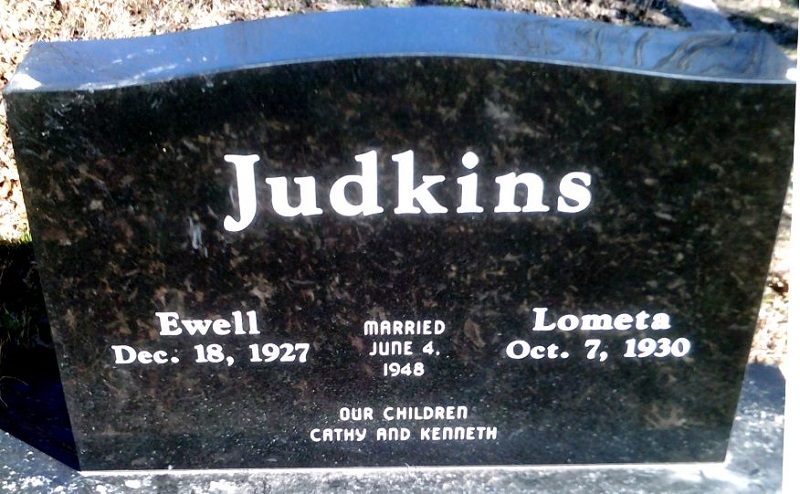 Judkins
Ewell
Dec. 18, 1927
MARRIED
JUNE 4,
1948
Lometa
Oct. 7, 1930
OUR CHILDREN
CATHY AND KENNETH